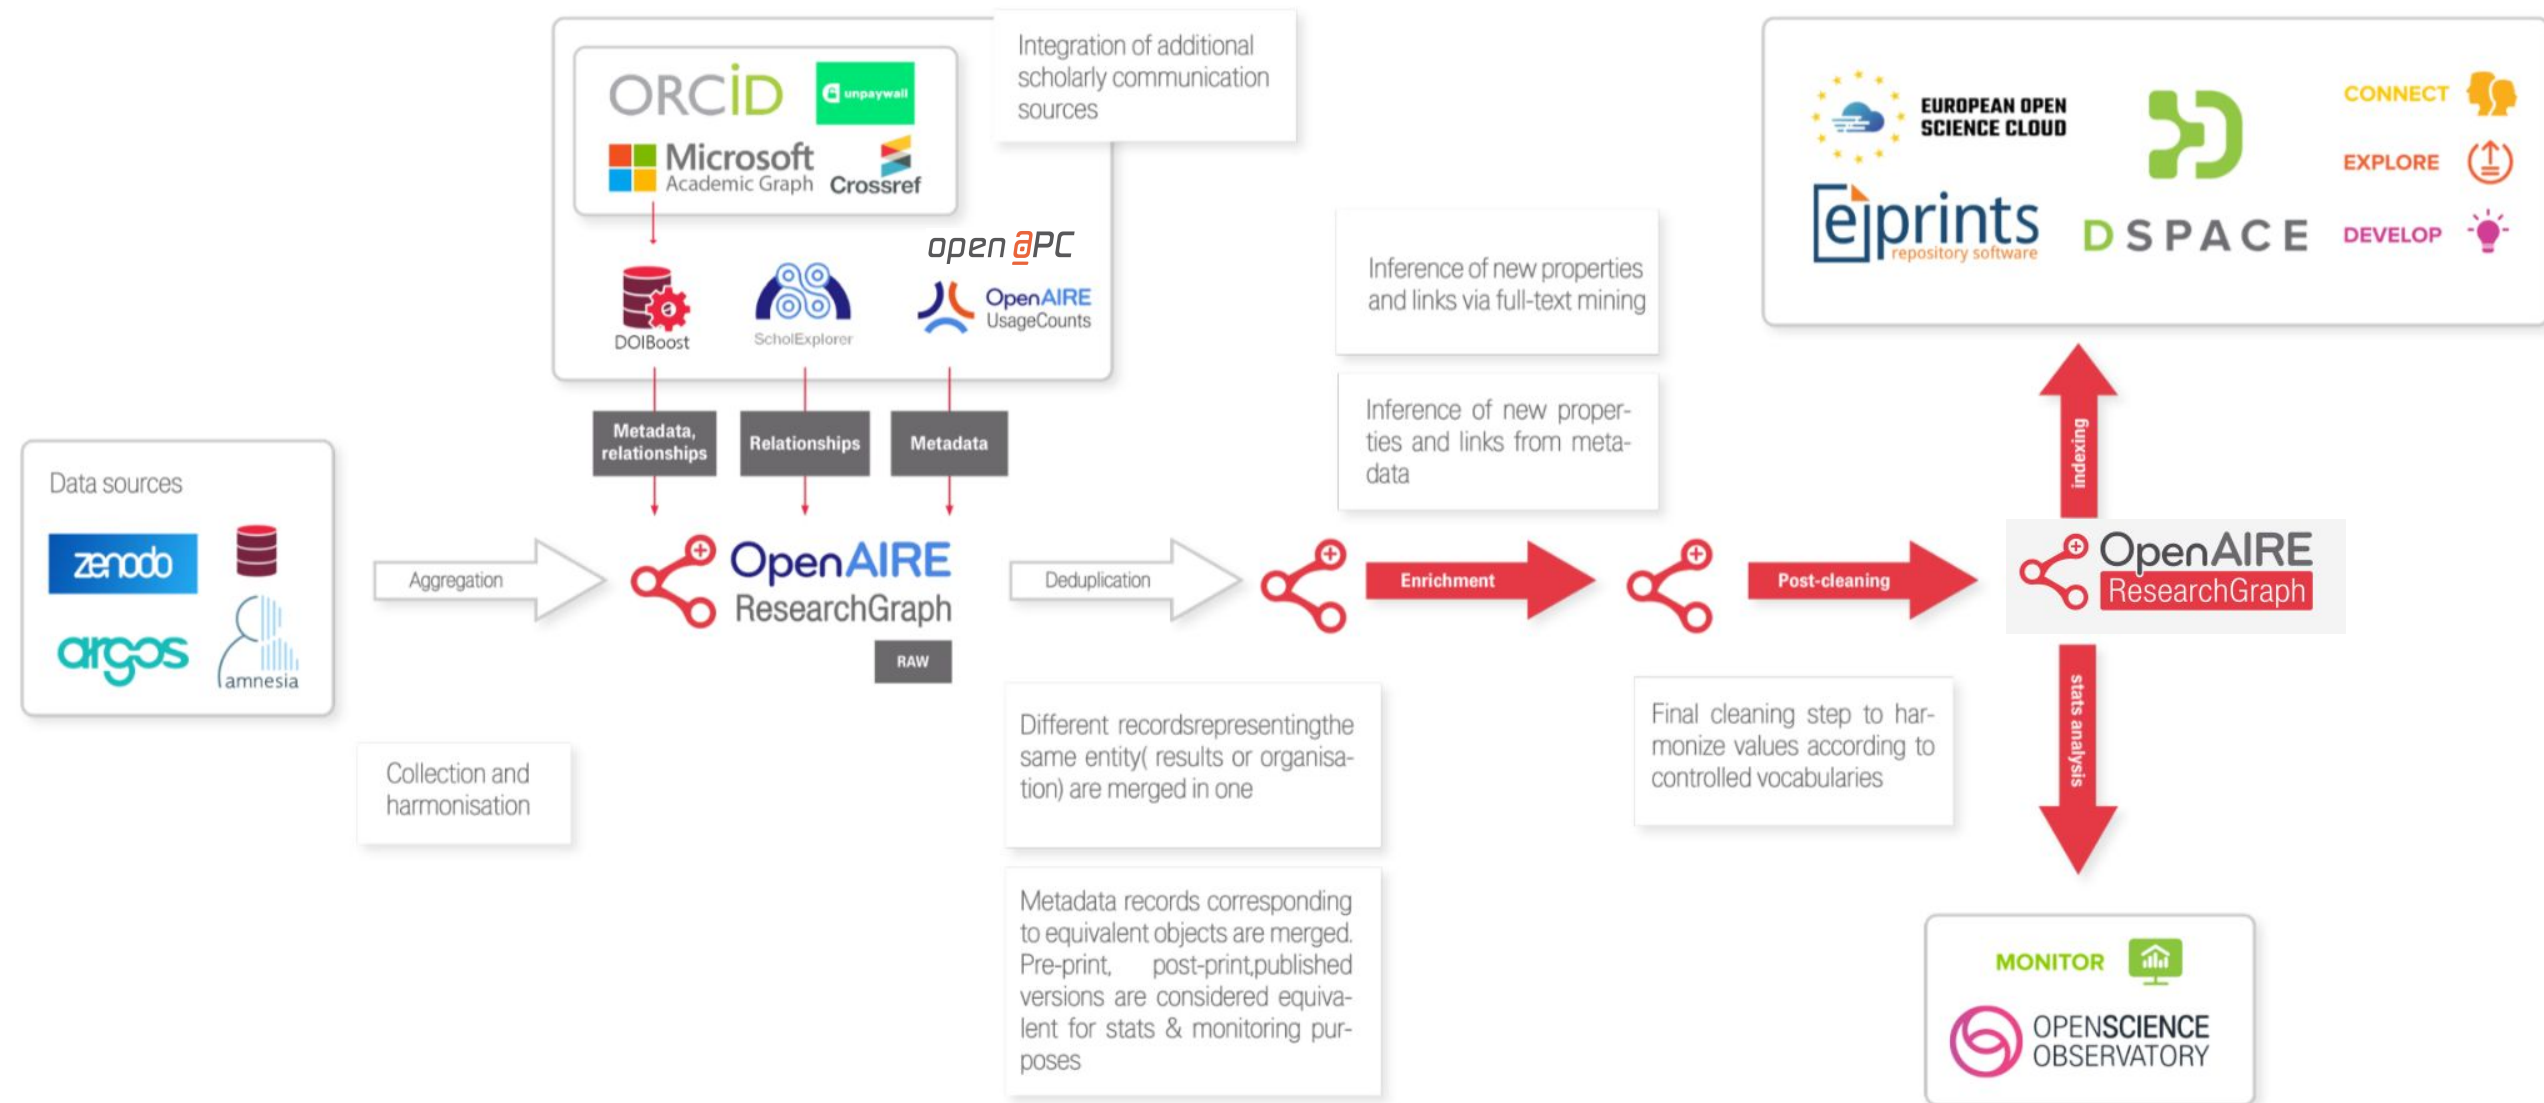 Data sources
zenodo
argos
amnesia
Aggregation
Collection and
harmonisation
ORCiD
unpaywall
Microsoft
Academic Graph
Crossref
Integration of additional
scholarly communication
sources
DOIBoost
ScholExplorer
open aPC
OpenAIRE
UsageCounts
Metadata,
relationships
Relationships
Metadata
OpenAIRE
ResearchGraph
RAW
Deduplication
Different recordsrepresentingthe
same entity( results or organisa-
tion) are merged in one
Metadata records corresponding
to equivalent objects are merged.
Pre-print, post-print,published
versions are considered equiva-
lent for stats & monitoring pur-
poses
Inference of new properties
and links via full-text mining
Inference of new proper-
ties and links from meta-
data
Enrichment
Post-cleaning
Final cleaning step to har-
monize values according to
controlled vocabularies
OpenAIRE
ResearchGraph
indexing
EUROPEAN OPEN
SCIENCE CLOUD
eprints
repository software
DSPACE
CONNECT
EXPLORE
DEVELOP
stats analysis
MONITOR
OPENSCIENCE
OBSERVATORY